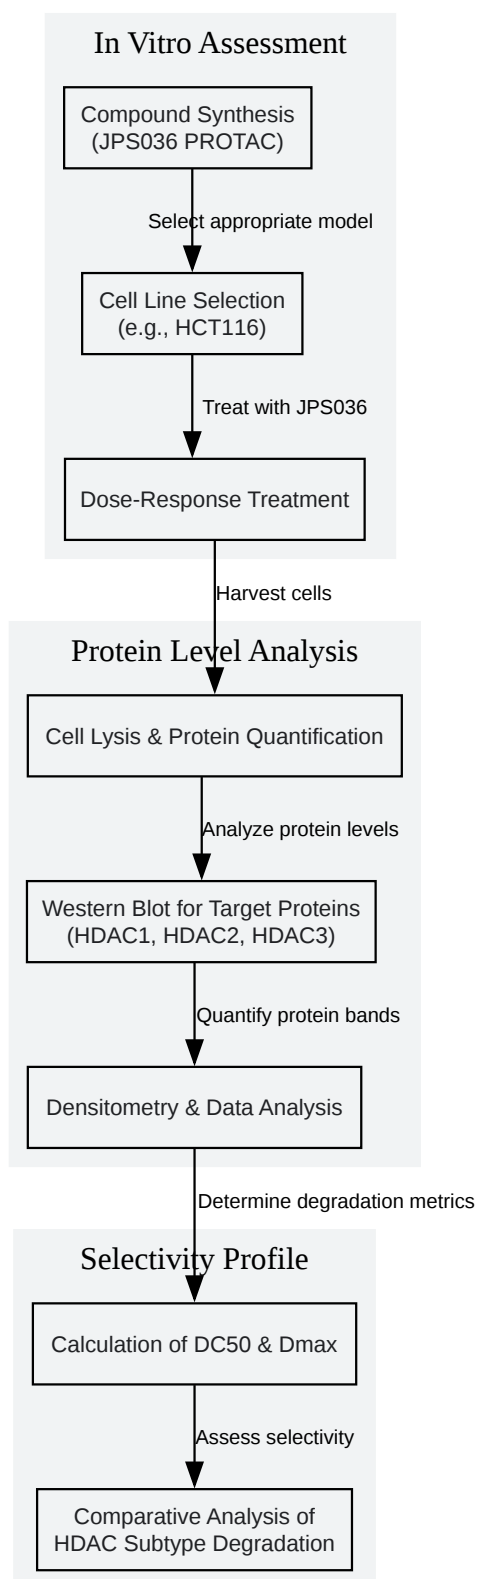 In Vitro Assessment
Compound Synthesis
(JPS036 PROTAC)
Select appropriate model
Cell Line Selection
(e.g., HCT116)
Treat with JPS036
Dose-Response Treatment
Harvest cells
Protein Level Analysis
Cell Lysis & Protein Quantification
Analyze protein levels
Western Blot for Target Proteins
(HDAC1, HDAC2, HDAC3)
Quantify protein bands
Densitometry & Data Analysis
Determine degradation metrics
Selectivity Profile
Calculation of DC50 & Dmax
Assess selectivity
Comparative Analysis of
HDAC Subtype Degradation